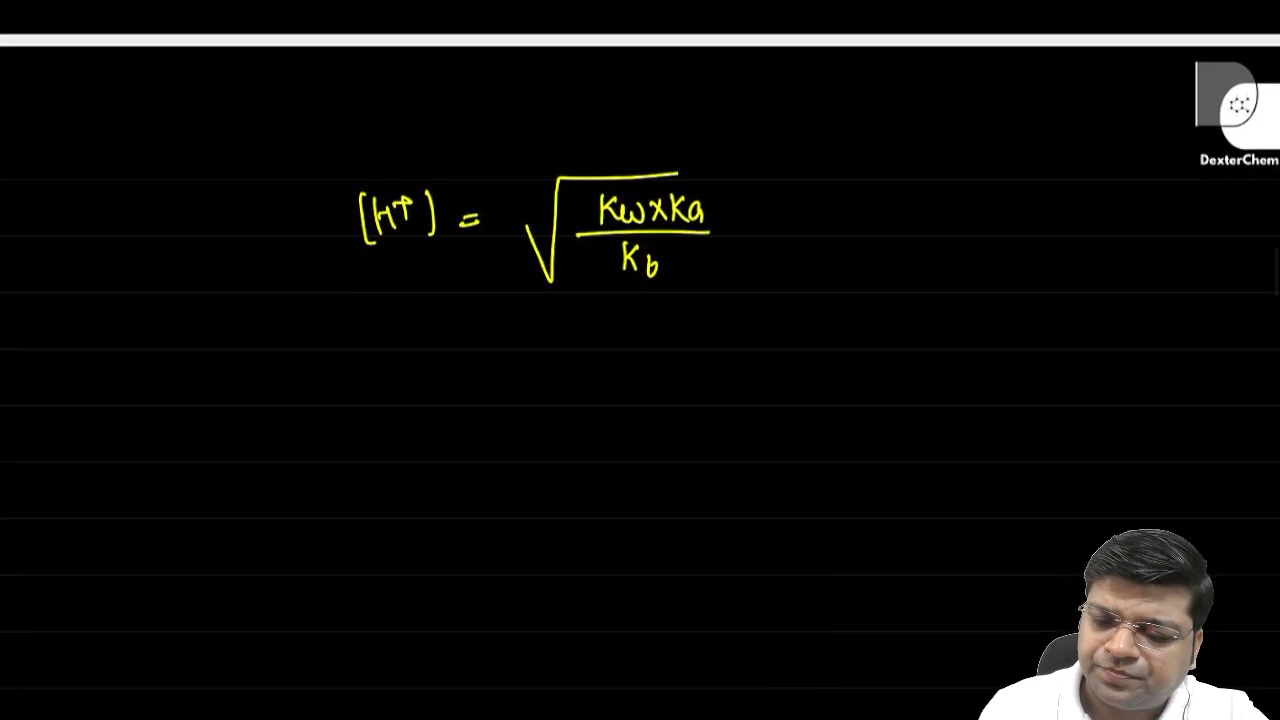 [H+] = √(Kw x Ka / Kb)
DexterChem